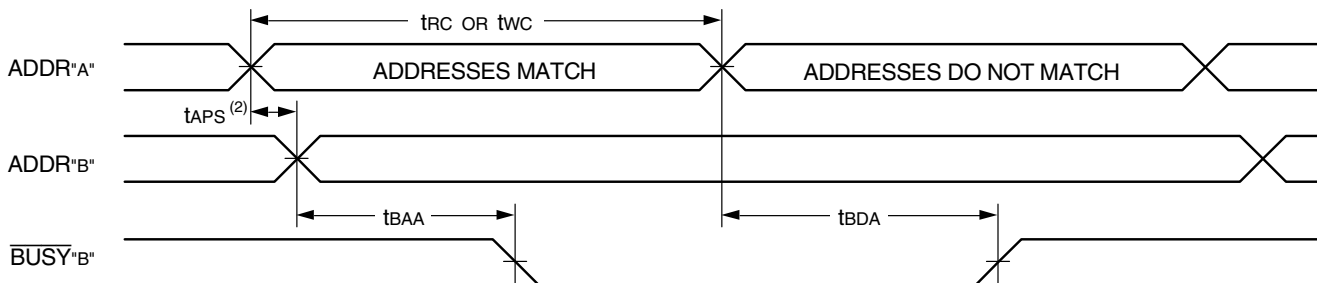 tRC OR tWC
ADDR"A"
ADDRESSES MATCH
ADDRESSES DO NOT MATCH
tAPS (2)
ADDR"B"
tBAA
tBDA
BUSY"B"